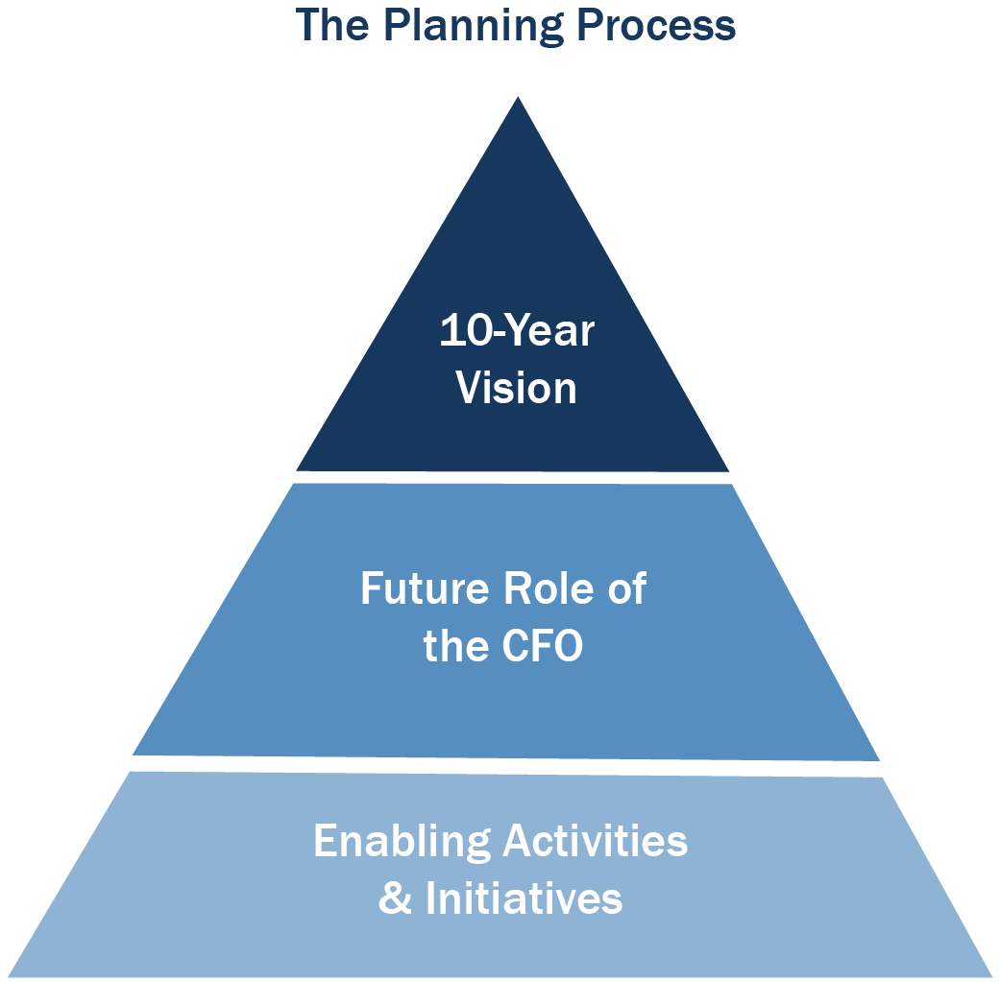 The Planning Process
10-Year
Vision
Future Role of
the CFO
Enabling Activities
& Initiatives